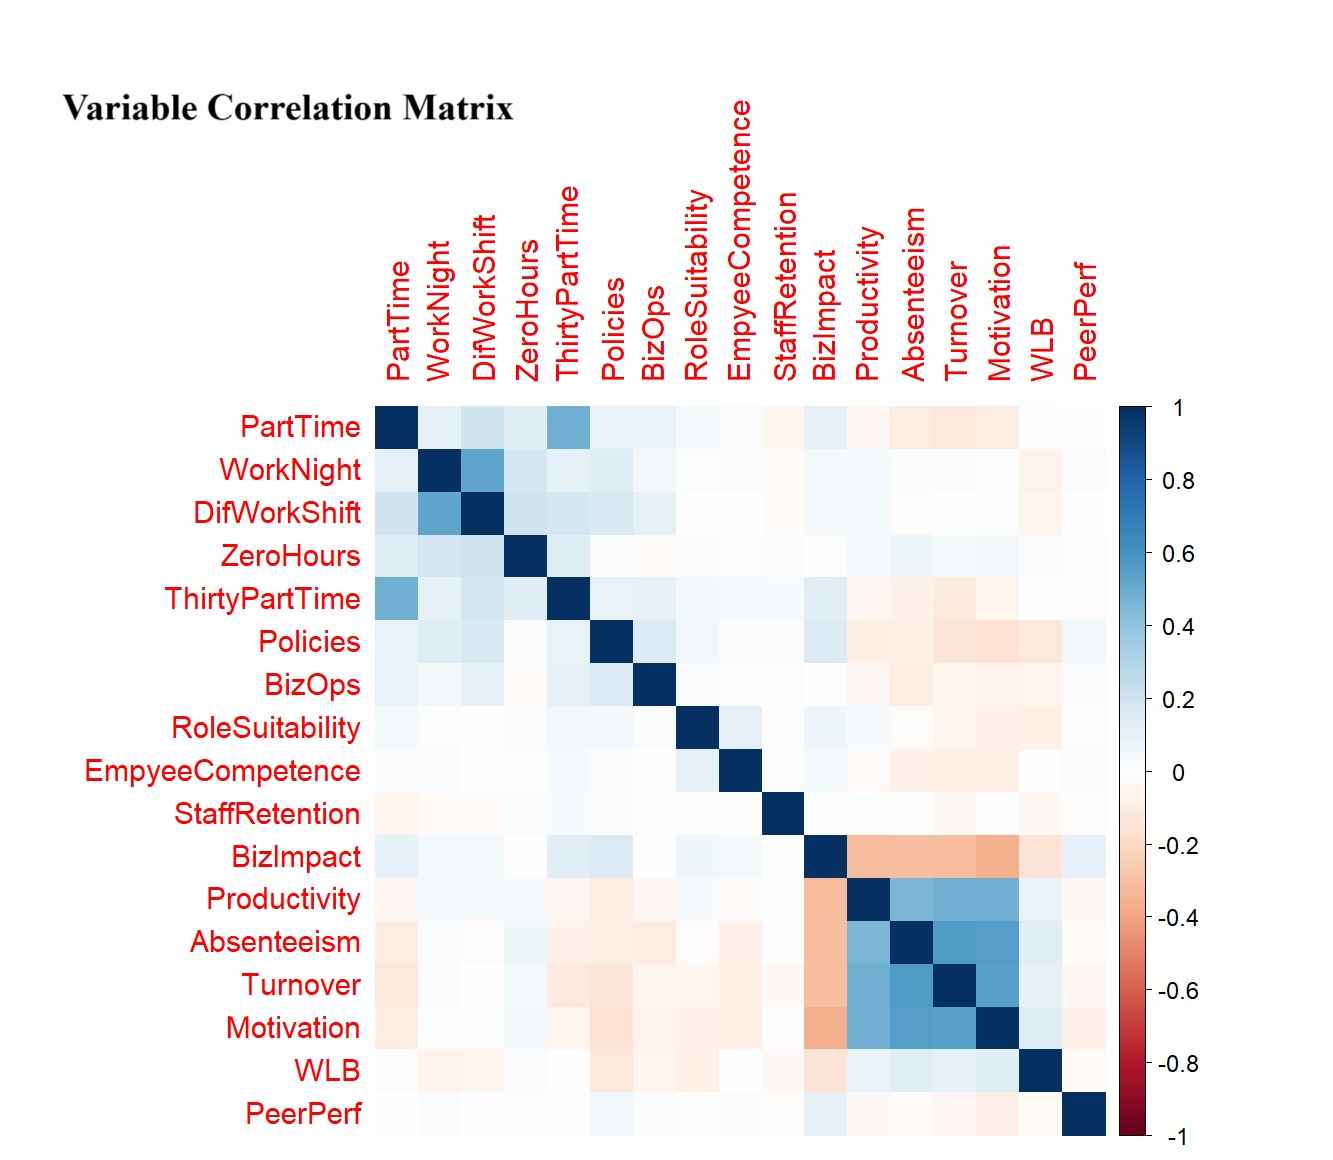 Variable Correlation Matrix
PartTime
WorkNight
DifWorkShift
ZeroHours
ThirtyPartTime
Policies
BizOps
RoleSuitability
EmpyeeCompetence
StaffRetention
BizImpact
Productivity
Absenteeism
Turnover
Motivation
WLB
PeerPerf
PartTime
WorkNight
DifWorkShift
ZeroHours
ThirtyPartTime
Policies
BizOps
RoleSuitability
EmpyeeCompetence
StaffRetention
BizImpact
Productivity
Absenteeism
Turnover
Motivation
WLB
PeerPerf
1
0.8
0.6
0.4
0.2
0
-0.2
-0.4
-0.6
-0.8
-1